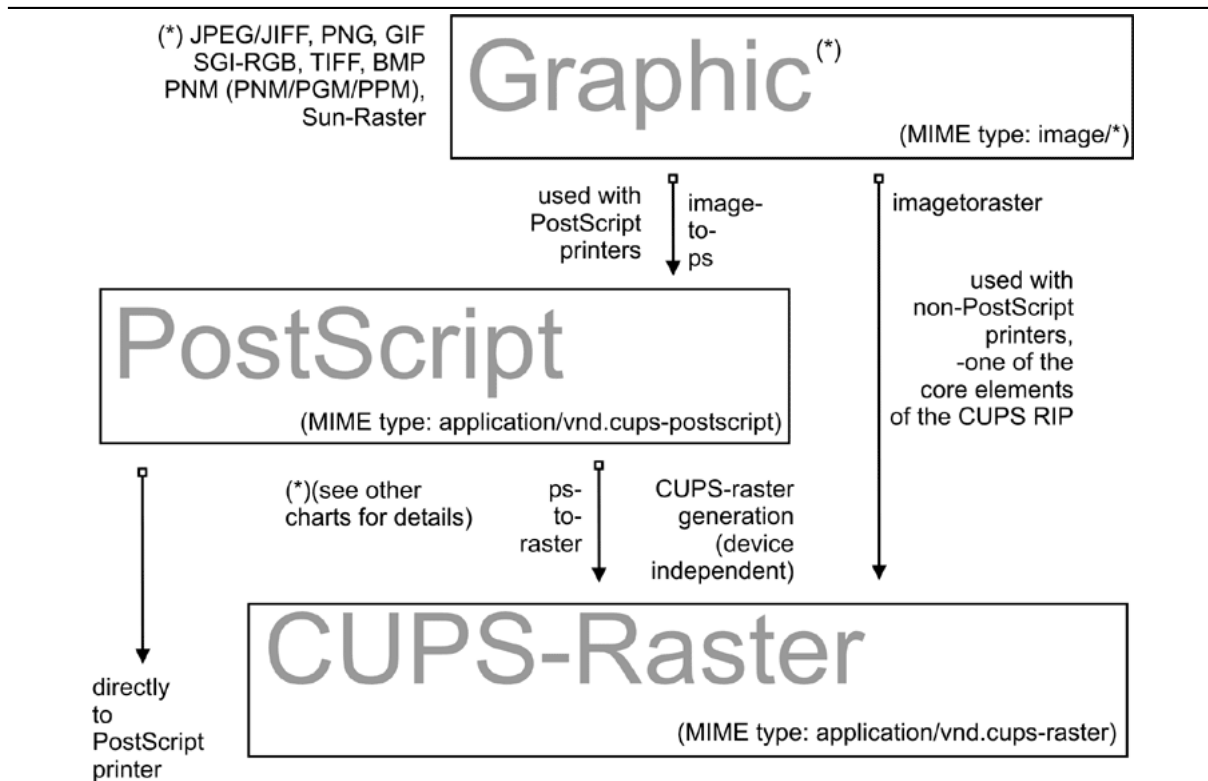 (*) JPEG/JIFF, PNG, GIF
SGI-RGB, TIFF, BMP
PNM (PNM/PGM/PPM),
Sun-Raster
Graphic(*)
(MIME type: image/*)
used with
PostScript
printers
image-
to-
ps
imagetoraster
used with
non-PostScript
printers,
-one of the
core elements
of the CUPS RIP
PostScript
(MIME type: application/vnd.cups-postscript)
(*)(see other
charts for details)
ps-
to-
raster
CUPS-raster
generation
(device
independent)
directly
to
PostScript
printer
CUPS-Raster
(MIME type: application/vnd.cups-raster)